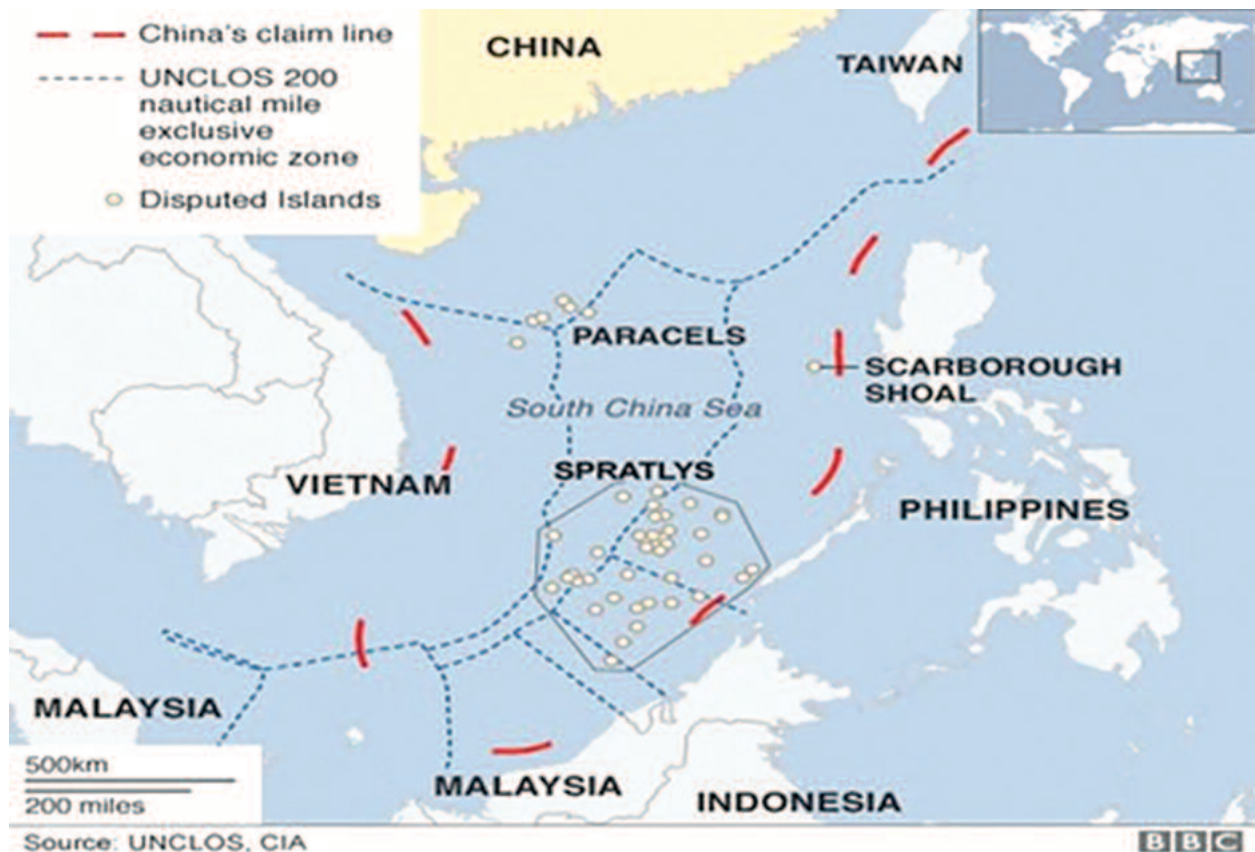 China's claim line
UNCLOS 200
nautical mile
exclusive
economic zone
Disputed Islands
CHINA
TAIWAN
PARACELS
SCARBOROUGH
SHOAL
South China Sea
SPRATLYS
VIETNAM
PHILIPPINES
MALAYSIA
MALAYSIA
INDONESIA
500km
200 miles
Source: UNCLOS, CIA
BBC